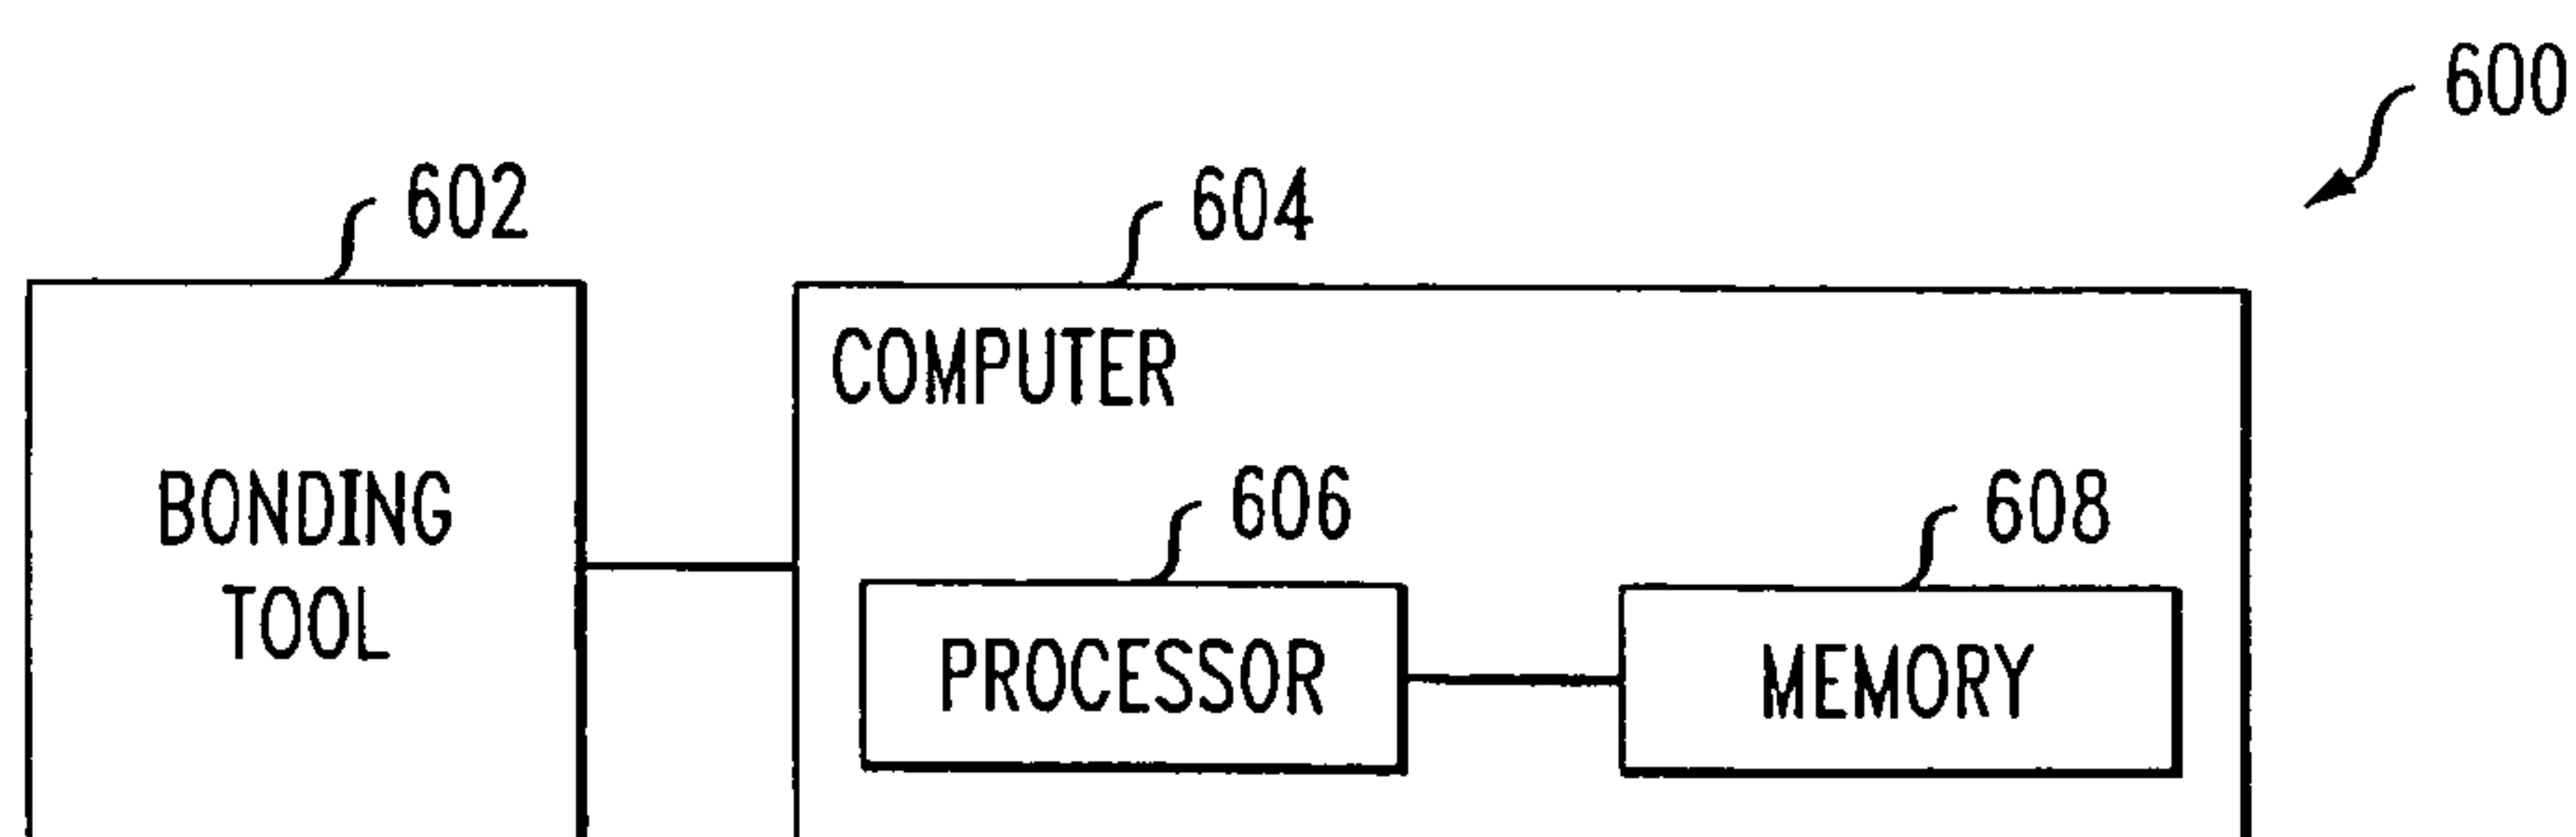 600
602
604
COMPUTER
BONDING
TOOL
606
608
PROCESSOR
MEMORY